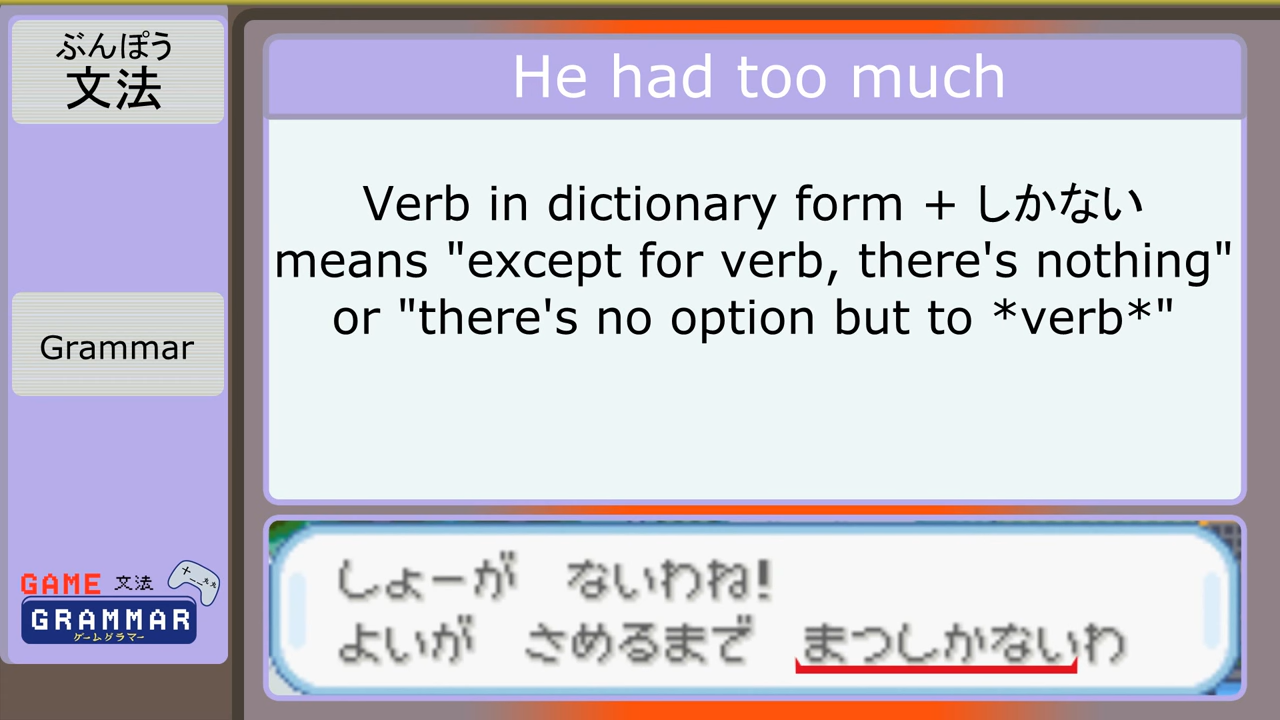 ぶんぽう
文法
Grammar
GAME 文法
GRAMMAR
ゲームグラマー
He had too much
Verb in dictionary form + しかない
means "except for verb, there's nothing"
or "there's no option but to *verb*"
しょーが ないわね!
よいが さめるまで まつしかないわ